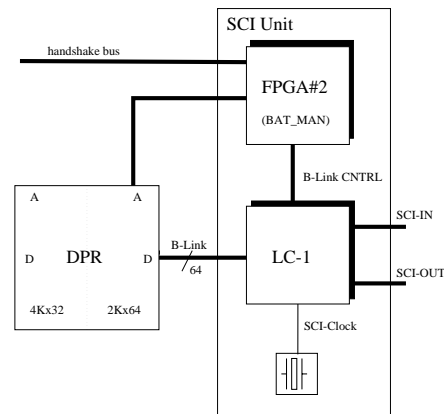 SCI Unit
handshake bus
FPGA#2
(BAT_MAN)
B-Link CNTRL
A A
SCI-IN
B-Link
D DPR D
LC-1
64
SCI-OUT
4Kx32 2Kx64
SCI-Clock